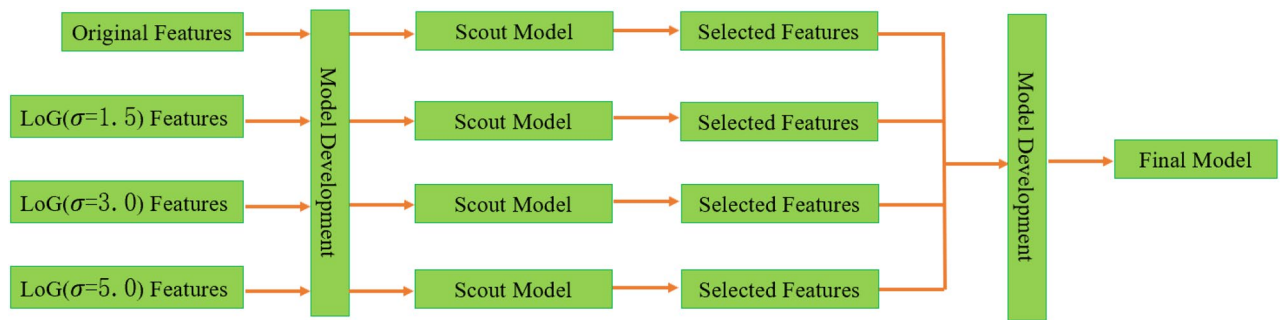 Original Features
Scout Model
Selected Features
LoG(σ=1.5) Features
Scout Model
Selected Features
LoG(σ=3.0) Features
Scout Model
Selected Features
LoG(σ=5.0) Features
Scout Model
Selected Features
Model Development
Model Development
Final Model